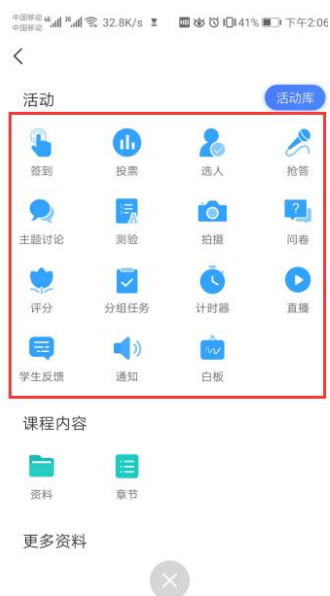 中国移动 46 26 32.8K/s HD 41% 下午2:06
中国移动
活动 活动库
签到 投票 选人 抢答
主题讨论 测验 拍摄 问卷
评分 分组任务 计时器 直播
学生反馈 通知 白板
课程内容
资料 章节
更多资料